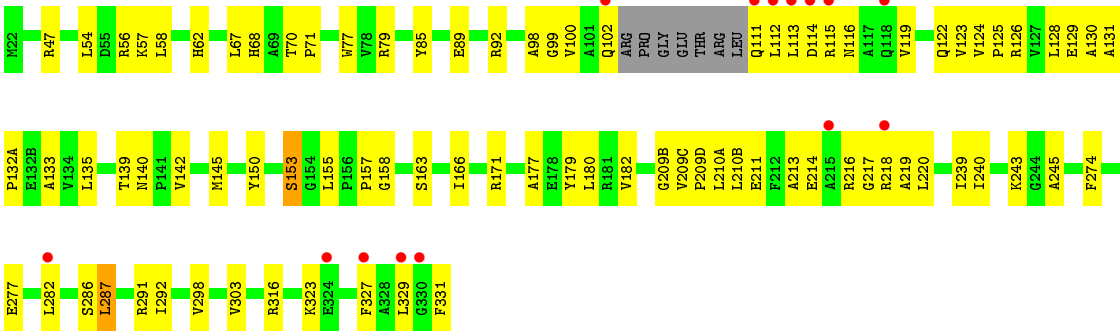 M22 R47 L54 D55 R56 K57 L58 H62 L67 H68 A69 T70 P71 W77 V78 R79 Y85 E89 R92 A98 G99 V100 A101 Q102 ARG PRO GLY GLU THR ARG LEU Q111 L112 L113 D114 R115 N116 A117 Q118 V119 Q122 V123 V124 P125 R126 V127 L128 E129 A130 A131
P132A E132B A133 V134 L135 T139 N140 P141 V142 M145 Y150 S153 G154 L155 P156 P157 G158 S163 I166 R171 A177 E178 Y179 L180 R181 V182 G209B V209C P209D L210A L210B E211 F212 A213 E214 A215 R216 G217 R218 A219 L220 I239 I240 K243 G244 A245 F274
E277 L282 S286 L287 R291 I292 V298 V303 R316 K323 E324 F327 A328 L329 G330 F331